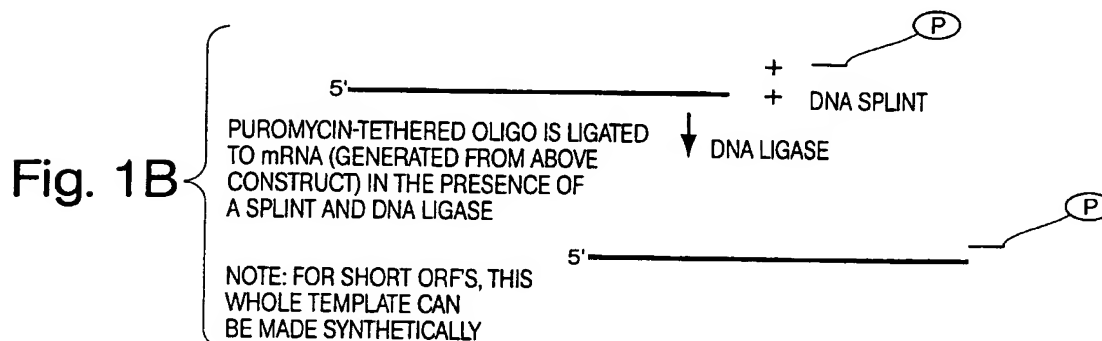 Fig. 1B
P
5'
+
+ DNA SPLINT
PUROMYCIN-TETHERED OLIGO IS LIGATED
TO mRNA (GENERATED FROM ABOVE
CONSTRUCT) IN THE PRESENCE OF
A SPLINT AND DNA LIGASE
DNA LIGASE
P
5'
NOTE: FOR SHORT ORF'S, THIS
WHOLE TEMPLATE CAN
BE MADE SYNTHETICALLY